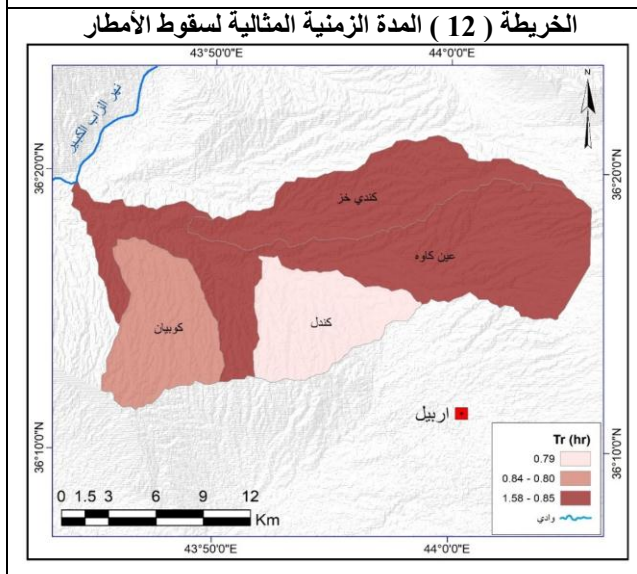 الخريطة ( 12 ) المدة الزمنية المثالية لسقوط الأمطار
43°50'0"E
44°0'0"E
N
نهر الزاب الكبير
36°20'0"N
36°20'0"N
كندي خز
عين كاوه
كوبيان
كندل
اربيل
36°10'0"N
36°10'0"N
Tr (hr)
0.79
0.84 - 0.80
1.58 - 0.85
وادي
0 1.5 3 6 9 12
Km
43°50'0"E
44°0'0"E